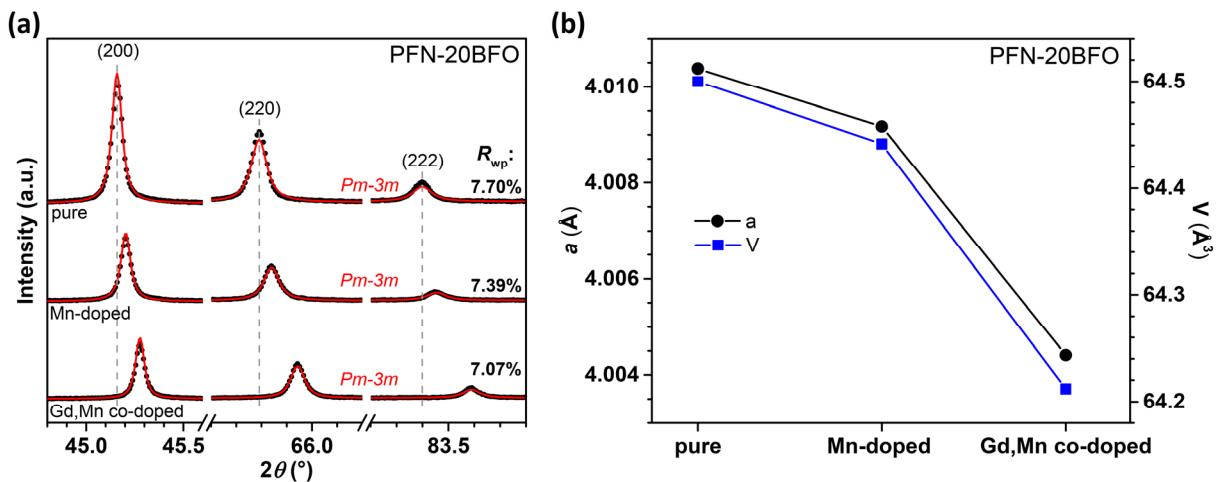 (a)
PFN-20BFO
(200)
(220)
(222)
R_wp:
Pm-3m
7.70%
pure
Pm-3m
7.39%
Mn-doped
Pm-3m
7.07%
Gd,Mn co-doped
Intensity (a.u.)
45.0 45.5 66.0 83.5
2θ (°)
(b)
PFN-20BFO
4.010
4.008
4.006
4.004
a (Å)
a
V
64.5
64.4
64.3
64.2
V (Å³)
pure Mn-doped Gd,Mn co-doped